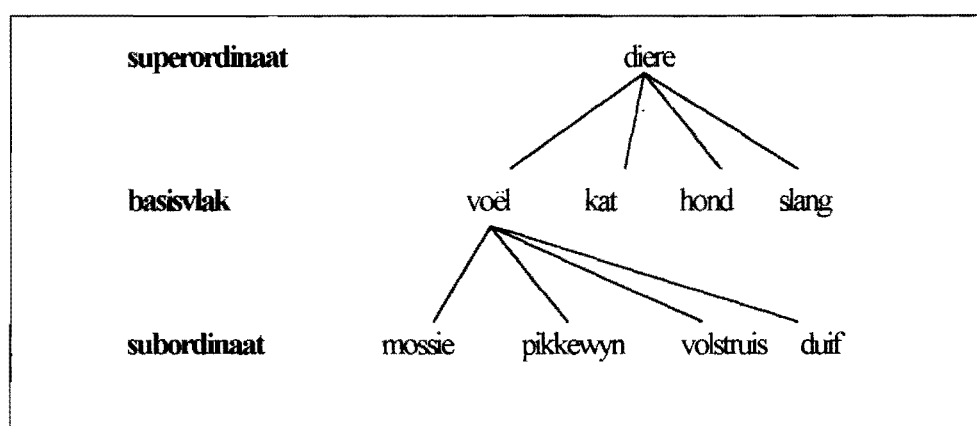 superordinaat diere
basisvlak voël kat hond slang
subordinaat mossie pikkewyn volstruis duif